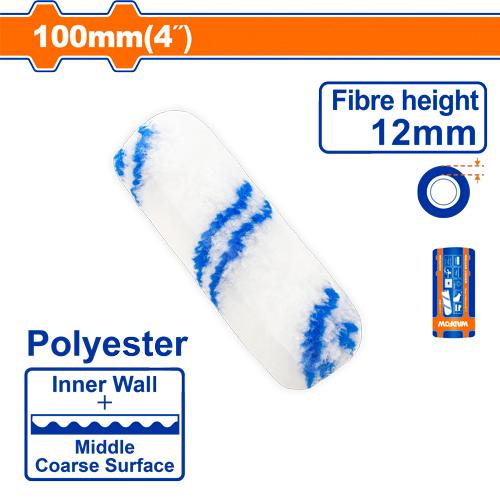 100mm(4˝)
Fibre height
12mm
Polyester
Inner Wall
+
Middle
Coarse Surface